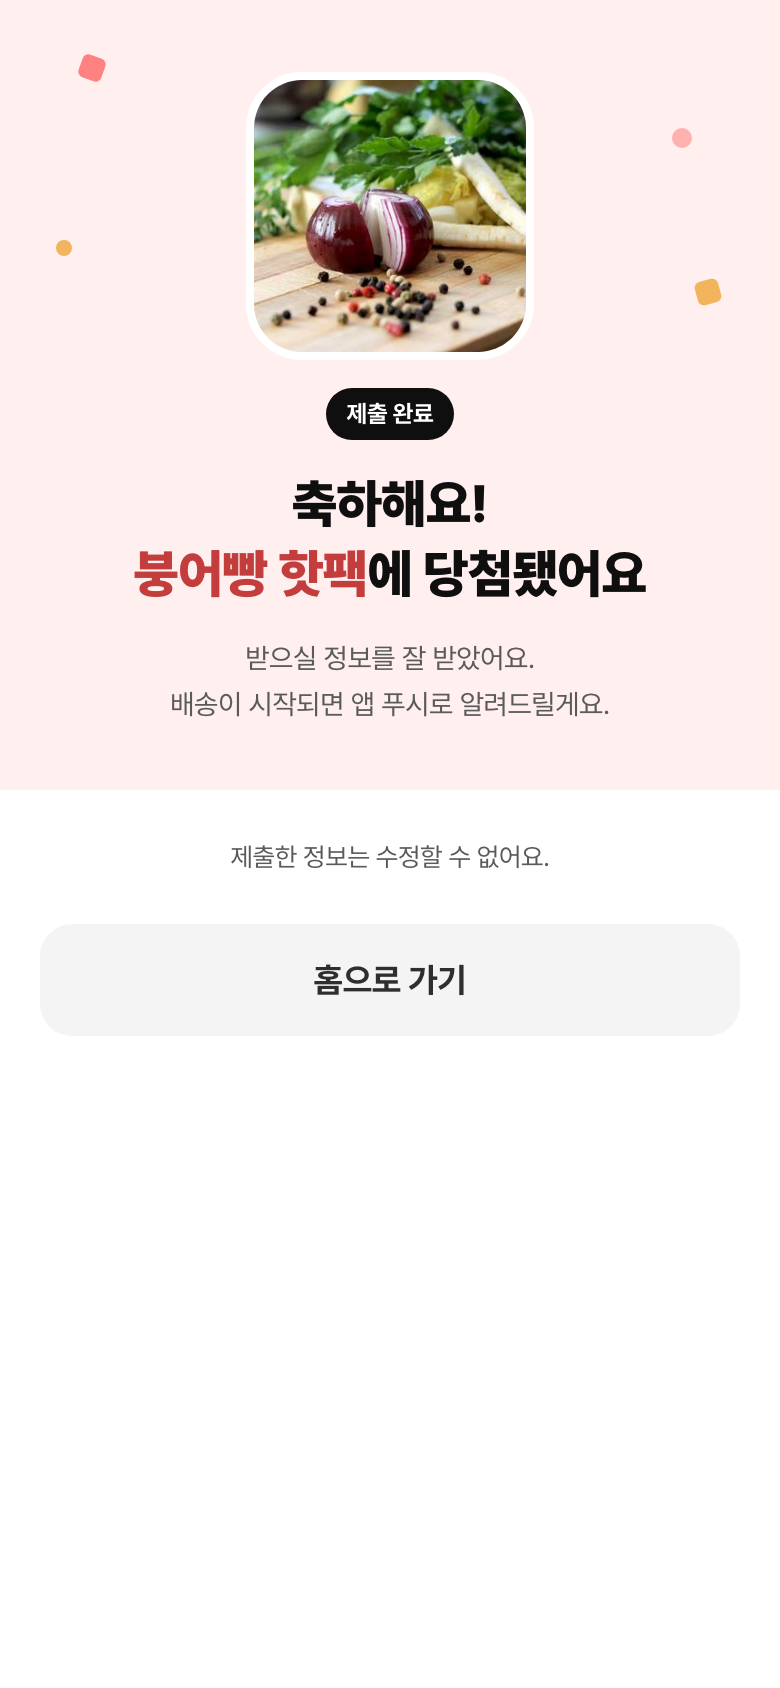 제출 완료
축하해요!
붕어빵 핫팩에 당첨됐어요
받으실 정보를 잘 받았어요.
배송이 시작되면 앱 푸시로 알려드릴게요.
제출한 정보는 수정할 수 없어요.
홈으로 가기